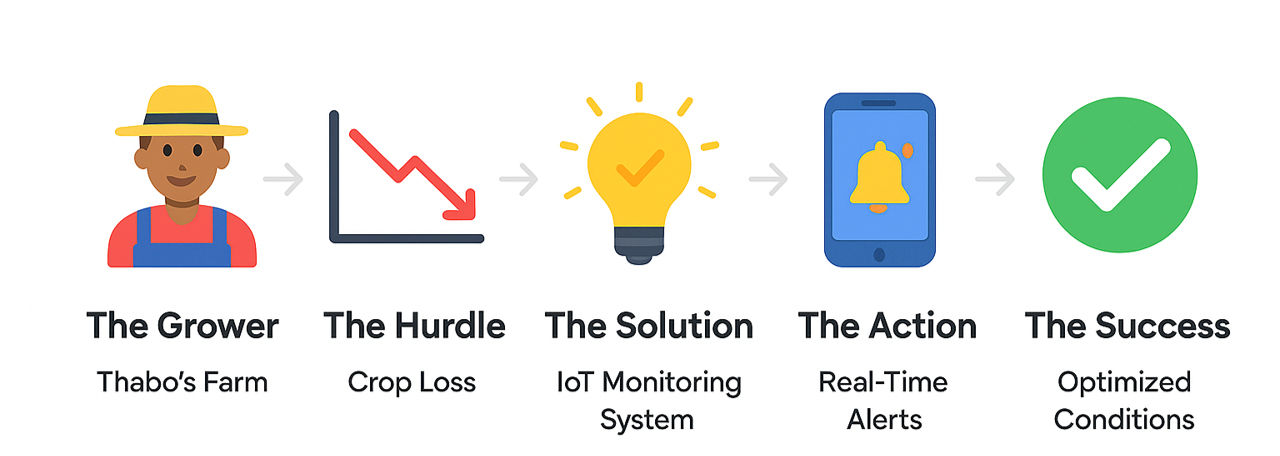 The Grower
Thabo’s Farm
The Hurdle
Crop Loss
The Solution
IoT Monitoring
System
The Action
Real-Time
Alerts
The Success
Optimized
Conditions